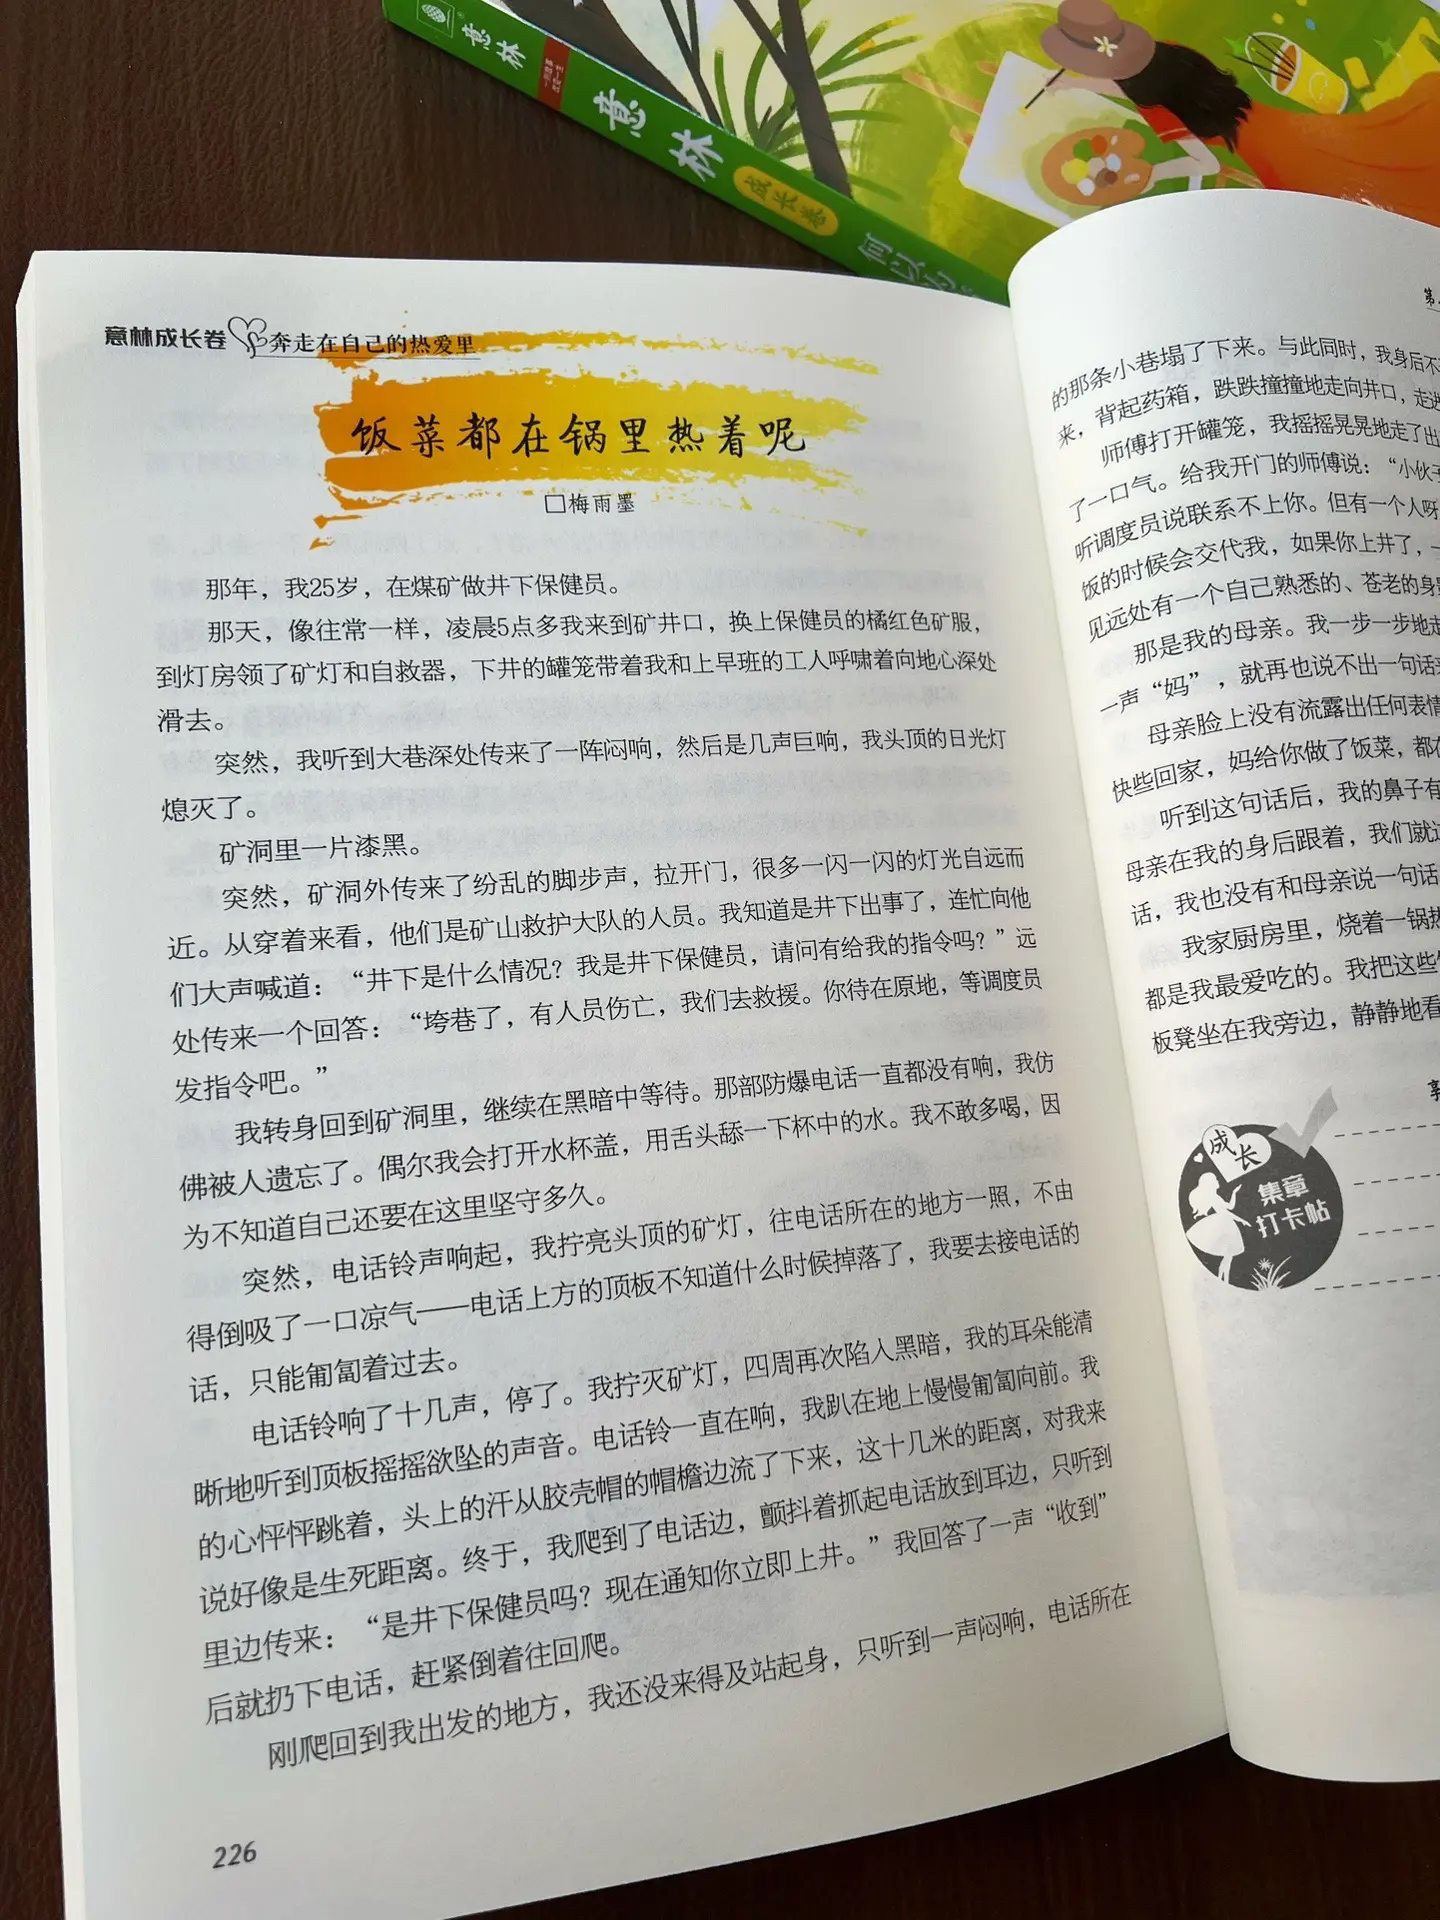 意林
意林
成长卷
何以
意林成长卷 奔走在自己的热爱里
饭菜都在锅里热着呢
□梅雨墨
那年，我25岁，在煤矿做井下保健员。
那天，像往常一样，凌晨5点多我来到矿井口，换上保健员的橘红色矿服，
到灯房领了矿灯和自救器，下井的罐笼带着我和上早班的工人呼啸着向地心深处
滑去。
突然，我听到大巷深处传来了一阵闷响，然后是几声巨响，我头顶的日光灯
熄灭了。
矿洞里一片漆黑。
突然，矿洞外传来了纷乱的脚步声，拉开门，很多一闪一闪的灯光自远而
近。从穿着来看，他们是矿山救护大队的人员。我知道是井下出事了，连忙向他
们大声喊道：“井下是什么情况？我是井下保健员，请问有给我的指令吗？”远
处传来一个回答：“垮巷了，有人员伤亡，我们去救援。你待在原地，等调度员
发指令吧。”
我转身回到矿洞里，继续在黑暗中等待。那部防爆电话一直都没有响，我仿
佛被人遗忘了。偶尔我会打开水杯盖，用舌头舔一下杯中的水。我不敢多喝，因
为不知道自己还要在这里坚守多久。
突然，电话铃声响起，我拧亮头顶的矿灯，往电话所在的地方一照，不由
得倒吸了一口凉气——电话上方的顶板不知道什么时候掉落了，我要去接电话的
话，只能匍匐着过去。
电话铃响了十几声，停了。我拧灭矿灯，四周再次陷入黑暗，我的耳朵能清
晰地听到顶板摇摇欲坠的声音。电话铃一直在响，我趴在地上慢慢匍匐向前。我
的心怦怦跳着，头上的汗从胶壳帽的帽檐边流了下来，这十几米的距离，对我来
说好像是生死距离。终于，我爬到了电话边，颤抖着抓起电话放到耳边，只听到
里边传来：“是井下保健员吗？现在通知你立即上井。”我回答了一声“收到”
后就扔下电话，赶紧倒着往回爬。
刚爬回到我出发的地方，我还没来得及站起身，只听到一声闷响，电话所在
226
第
的那条小巷塌了下来。与此同时，我身后不
来，背起药箱，跌跌撞撞地走向井口，走进
师傅打开罐笼，我摇摇晃晃地走了出
了一口气。给我开门的师傅说：“小伙子
听调度员说联系不上你。但有一个人呀
饭的时候会交代我，如果你上井了，一
见远处有一个自己熟悉的、苍老的身
那是我的母亲。我一步一步地走
一声“妈”，就再也说不出一句话来
母亲脸上没有流露出任何表情
快些回家，妈给你做了饭菜，都在
听到这句话后，我的鼻子有
母亲在我的身后跟着，我们就这
话，我也没有和母亲说一句话
我家厨房里，烧着一锅热
都是我最爱吃的。我把这些
板凳坐在我旁边，静静地看
成长
集章
打卡帖